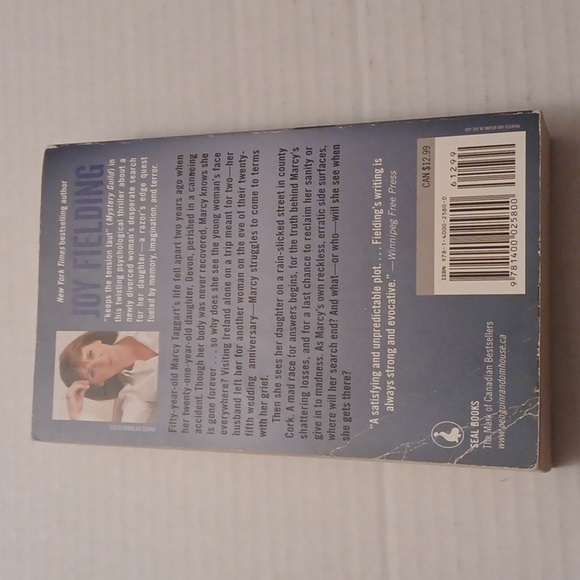 New York Times bestselling author
JOY FIELDING
"keeps the tension taut" (Mystery Guild) in
this twisting psychological thriller about a
newly divorced woman's desperate search
for her daughter—a razor's edge quest
fueled by memory, imagination, and terror.
Fifty-year-old Marcy Taggart's life fell apart two years ago when
her twenty-one-year-old daughter, Devon, perished in a canoeing
accident. Though her body was never recovered, Marcy knows she
is gone forever . . . so why does she see the young woman's face
everywhere? Visiting Ireland alone on a trip meant for two—her
husband left her for another woman on the eve of their twenty-
fifth wedding anniversary—Marcy struggles to come to terms
with her grief.
Then she sees her daughter on a rain-slicked street in county
Cork. A mad race for answers begins, for the truth behind Marcy's
shattering losses, and for a last chance to reclaim her sanity or
give in to madness. As Marcy's own reckless, erratic side surfaces,
where will her search end? And what—or who—will she see when
she gets there?
"A satisfying and unpredictable plot. . . . Fielding's writing is
always strong and evocative." —Winnipeg Free Press
SEAL BOOKS
The Mark of Canadian Bestsellers
www.penguinrandomhouse.ca
CAN $12.99
ISBN 978-1-4000-2580-0
9 781400 025800
61299